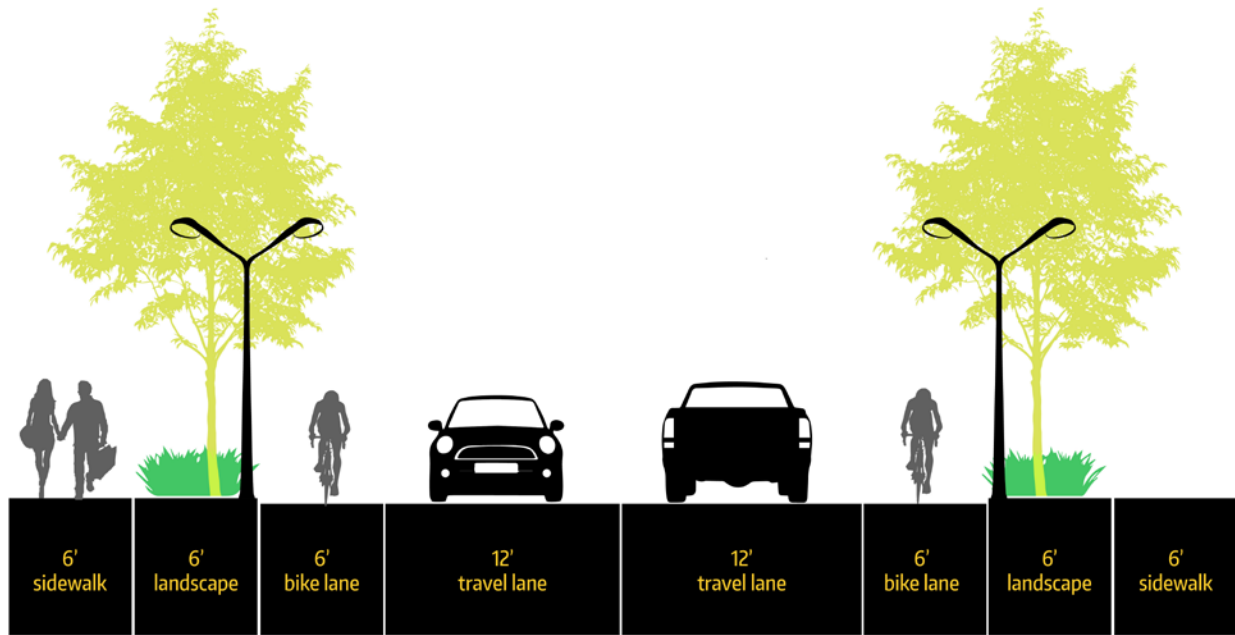 6'
sidewalk
6'
landscape
6'
bike lane
12'
travel lane
12'
travel lane
6'
bike lane
6'
landscape
6'
sidewalk